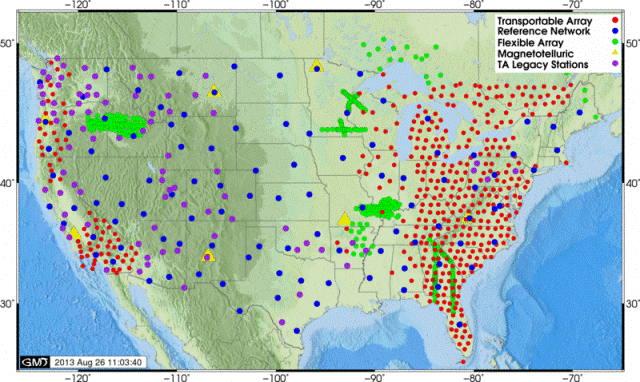 −120° −110° −100° −90° −80° −70°
Transportable Array
Reference Network
Flexible Array
Magnetotelluric
TA Legacy Stations
50° 50°
40° 40°
30° 30°
GMD 2013 Aug 26 11:03:40
−120° −110° −100° −90° −80° −70°